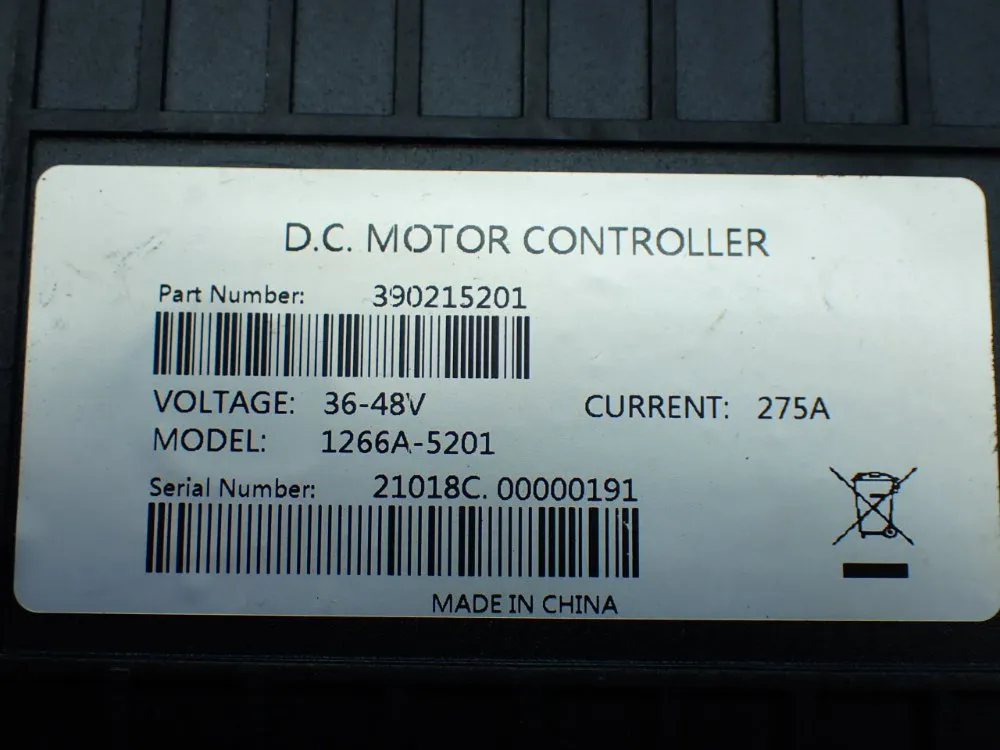 D.C. MOTOR CONTROLLER
Part Number: 390215201
VOLTAGE: 36-48V CURRENT: 275A
MODEL: 1266A-5201
Serial Number: 21018C. 00000191
MADE IN CHINA